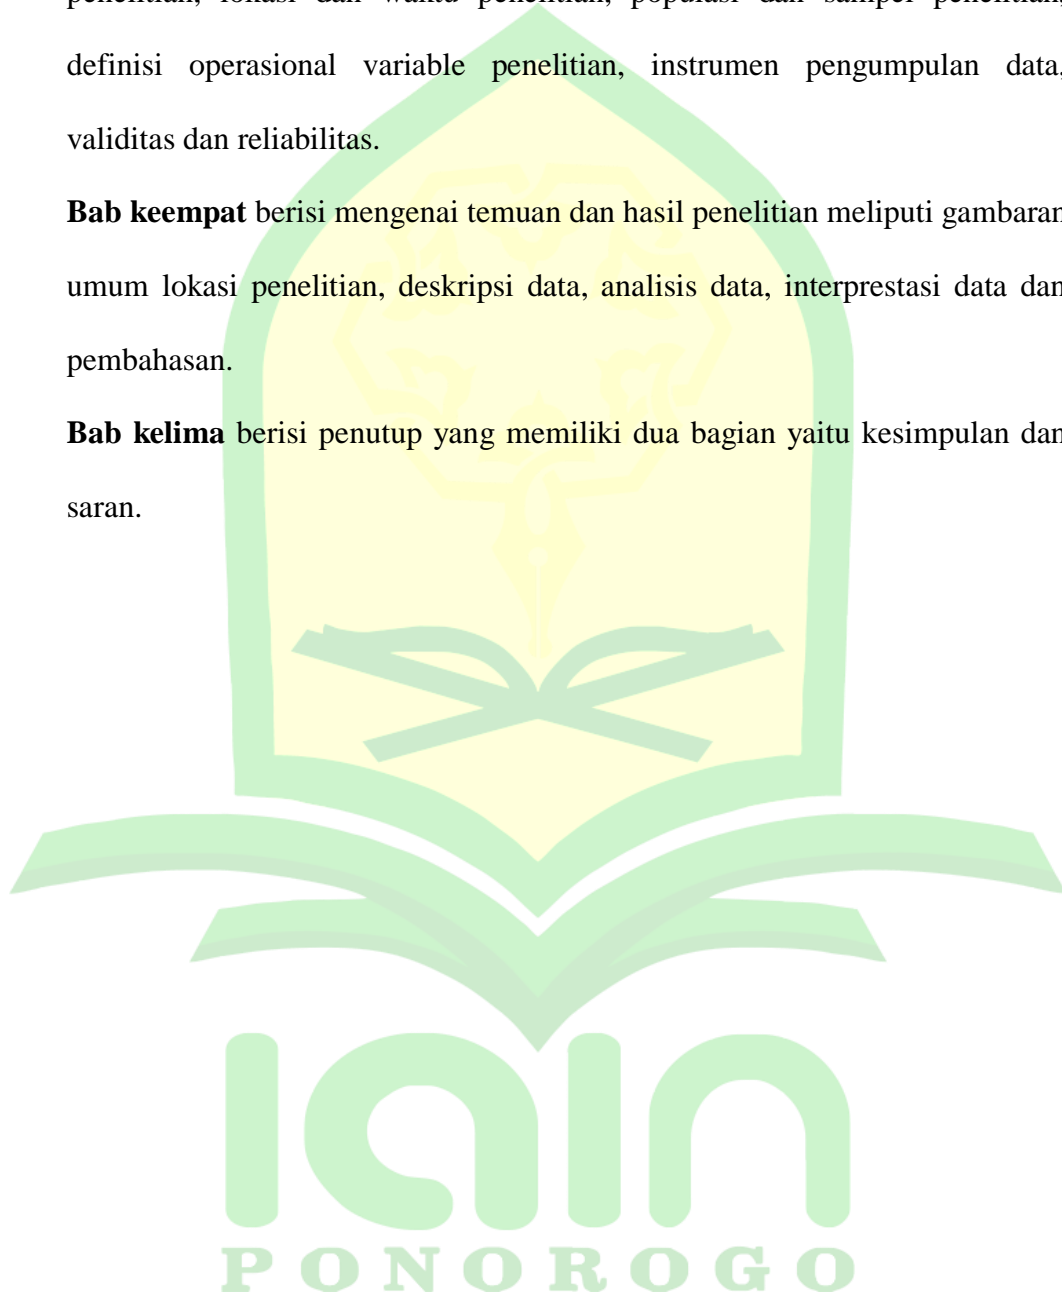 penelitian, lokasi dan waktu penelitian, populasi dan sampel penelitian,
definisi operasional variable penelitian, instrumen pengumpulan data,
validitas dan reliabilitas.
Bab keempat berisi mengenai temuan dan hasil penelitian meliputi gambaran
umum lokasi penelitian, deskripsi data, analisis data, interprestasi data dan
pembahasan.
Bab kelima berisi penutup yang memiliki dua bagian yaitu kesimpulan dan
saran.
IAIN
PONOROGO